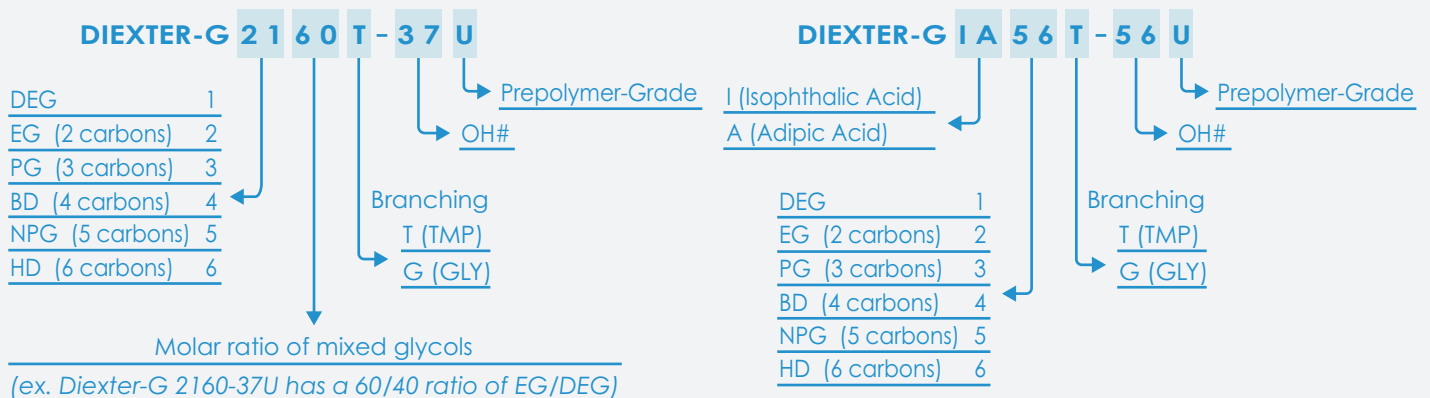 DIEXTER-G 2 1 6 0 T - 3 7 U
DEG 1
EG (2 carbons) 2
PG (3 carbons) 3
BD (4 carbons) 4
NPG (5 carbons) 5
HD (6 carbons) 6
Prepolymer-Grade
OH#
Branching
T (TMP)
G (GLY)
Molar ratio of mixed glycols
(ex. Diexter-G 2160-37U has a 60/40 ratio of EG/DEG)
DIEXTER-G I A 5 6 T - 5 6 U
I (Isophthalic Acid)
A (Adipic Acid)
Prepolymer-Grade
OH#
DEG 1
EG (2 carbons) 2
PG (3 carbons) 3
BD (4 carbons) 4
NPG (5 carbons) 5
HD (6 carbons) 6
Branching
T (TMP)
G (GLY)